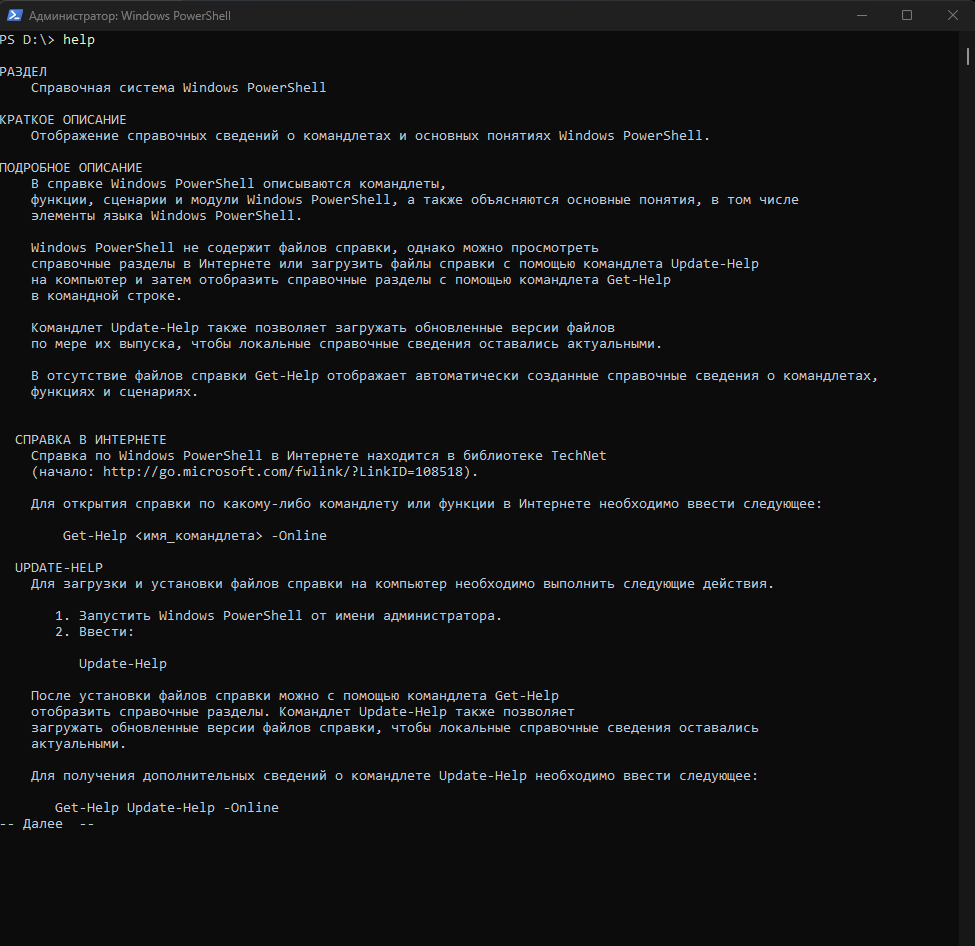 Администратор: Windows PowerShell
PS D:\> help
РАЗДЕЛ
Справочная система Windows PowerShell
КРАТКОЕ ОПИСАНИЕ
Отображение справочных сведений о командлетах и основных понятиях Windows PowerShell.
ПОДРОБНОЕ ОПИСАНИЕ
В справке Windows PowerShell описываются командлеты,
функции, сценарии и модули Windows PowerShell, а также объясняются основные понятия, в том числе
элементы языка Windows PowerShell.
Windows PowerShell не содержит файлов справки, однако можно просмотреть
справочные разделы в Интернете или загрузить файлы справки с помощью командлета Update-Help
на компьютер и затем отобразить справочные разделы с помощью командлета Get-Help
в командной строке.
Командлет Update-Help также позволяет загружать обновленные версии файлов
по мере их выпуска, чтобы локальные справочные сведения оставались актуальными.
В отсутствие файлов справки Get-Help отображает автоматически созданные справочные сведения о командлетах,
функциях и сценариях.
СПРАВКА В ИНТЕРНЕТЕ
Справка по Windows PowerShell в Интернете находится в библиотеке TechNet
(начало: http://go.microsoft.com/fwlink/?LinkID=108518).
Для открытия справки по какому-либо командлету или функции в Интернете необходимо ввести следующее:
Get-Help <имя_командлета> -Online
UPDATE-HELP
Для загрузки и установки файлов справки на компьютер необходимо выполнить следующие действия.
1. Запустить Windows PowerShell от имени администратора.
2. Ввести:
Update-Help
После установки файлов справки можно с помощью командлета Get-Help
отобразить справочные разделы. Командлет Update-Help также позволяет
загружать обновленные версии файлов справки, чтобы локальные справочные сведения оставались
актуальными.
Для получения дополнительных сведений о командлете Update-Help необходимо ввести следующее:
Get-Help Update-Help -Online
-- Далее  --